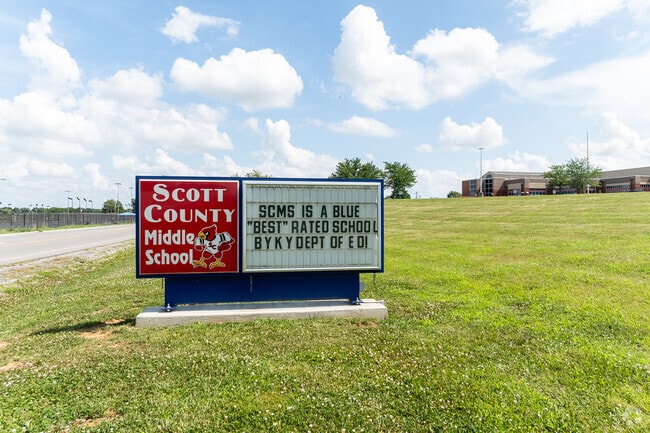 SCOTT
COUNTY
Middle
School
SCMS IS A BLUE
"BEST" RATED SCHOOL
BY KY DEPT OF ED!